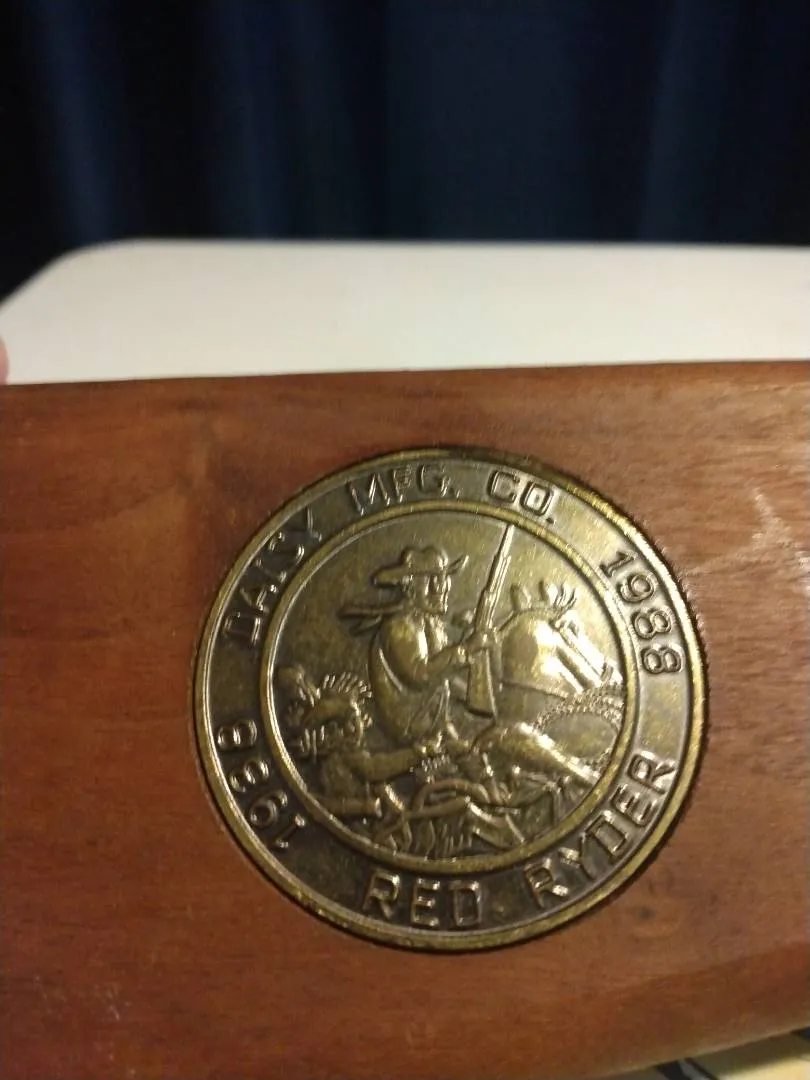 DAISY MFG. CO.
1988
1938
RED RYDER